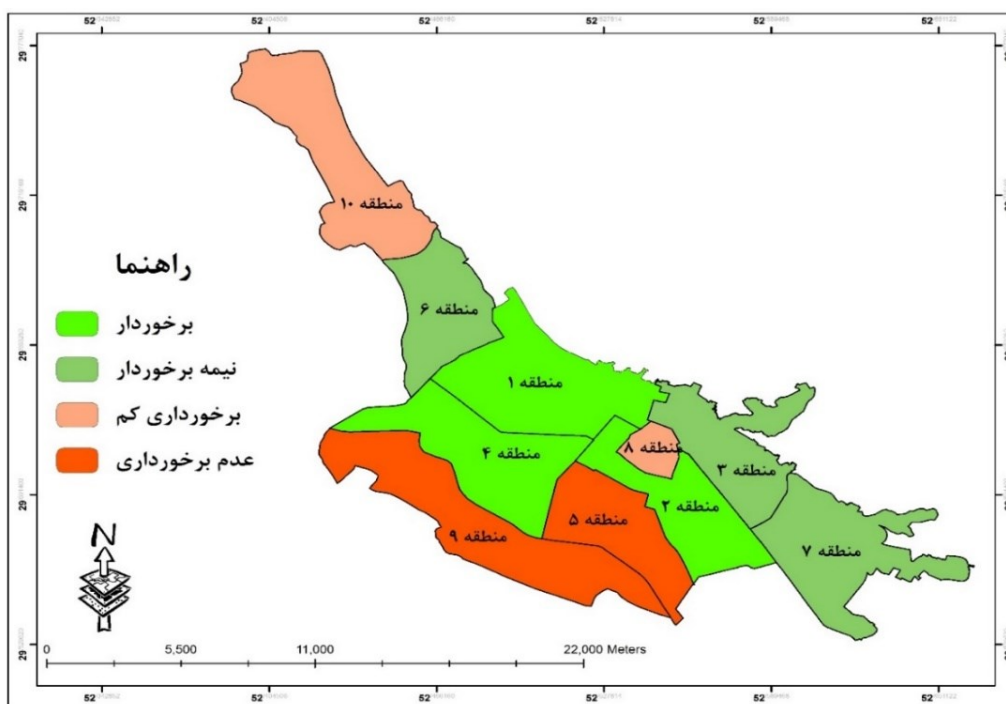 52
52
52
52
52
52
29
29
29
29
29
منطقه ۱۰
منطقه ۶
منطقه ۱
منطقه ۸
منطقه ۴
منطقه ۳
منطقه ۲
منطقه ۵
منطقه ۹
منطقه ۷
راهنما
برخوردار
نیمه برخوردار
برخورداری کم
عدم برخورداری
N
0 5,500 11,000 22,000 Meters
52
52
52
52
52
52